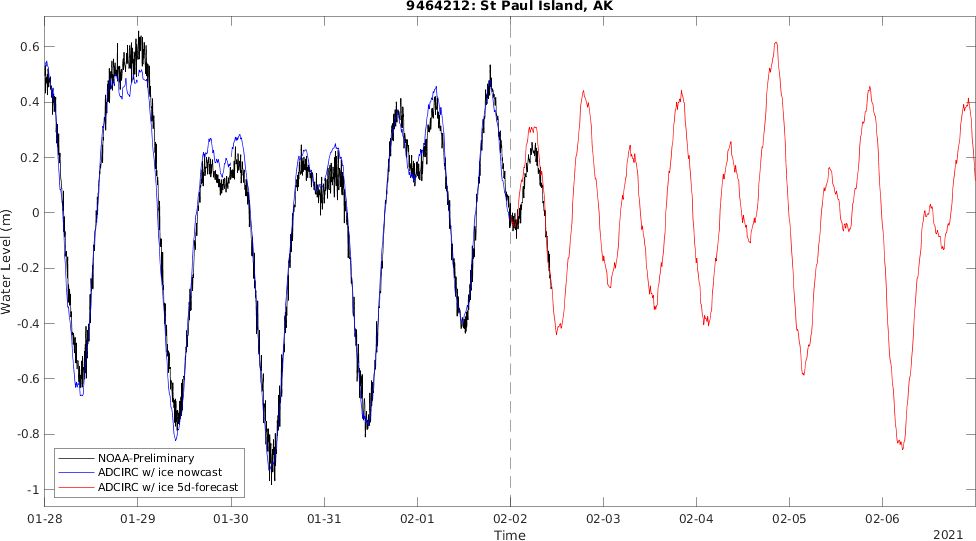 9464212: St Paul Island, AK
Water Level (m)
0.6
0.4
0.2
0
-0.2
-0.4
-0.6
-0.8
-1
NOAA-Preliminary
ADCIRC w/ ice nowcast
ADCIRC w/ ice 5d-forecast
01-28 01-29 01-30 01-31 02-01 02-02 02-03 02-04 02-05 02-06
Time
2021